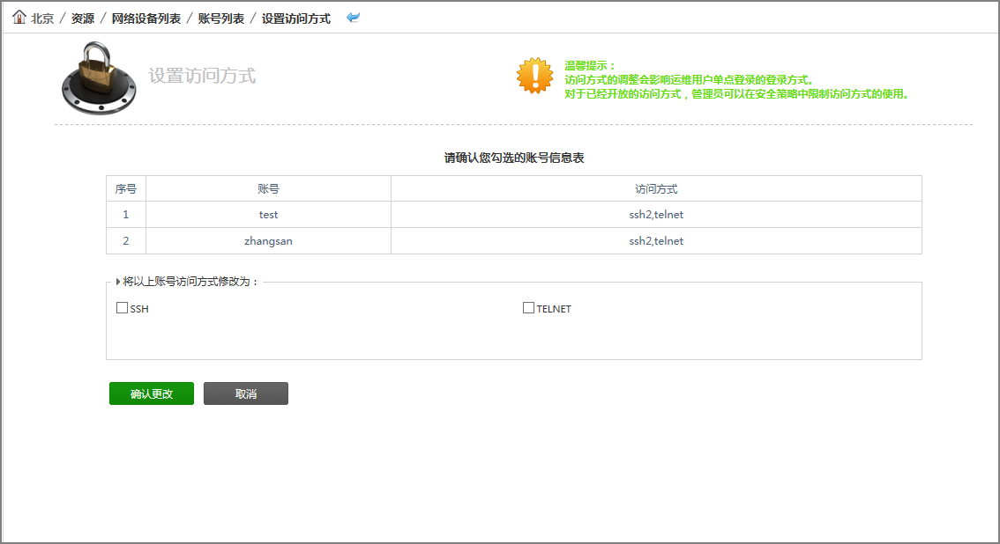 北京 / 资源 / 网络设备列表 / 账号列表 / 设置访问方式
设置访问方式
温馨提示：
访问方式的调整会影响运维用户单点登录的登录方式。
对于已经开放的访问方式，管理员可以在安全策略中限制访问方式的使用。
请确认您勾选的账号信息表
序号 账号 访问方式
1 test ssh2,telnet
2 zhangsan ssh2,telnet
将以上账号访问方式修改为：
SSH TELNET
确认更改 取消